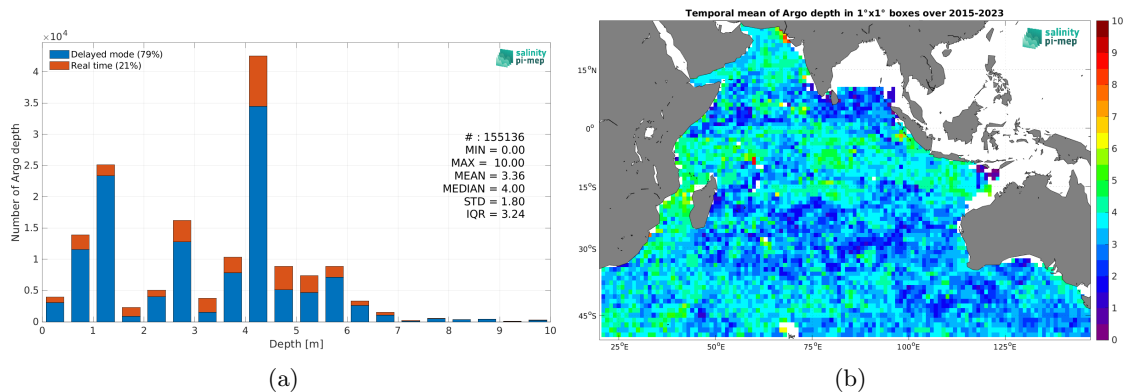 ×10⁴
Delayed mode (79%)
Real time (21%)
salinity
pi-mep
# : 155136
MIN = 0.00
MAX = 10.00
MEAN = 3.36
MEDIAN = 4.00
STD = 1.80
IQR = 3.24
Number of Argo depth
4
3.5
3
2.5
2
1.5
1
0.5
0
0 1 2 3 4 5 6 7 8 9 10
Depth [m]
(a)
Temporal mean of Argo depth in 1°x1° boxes over 2015-2023
salinity
pi-mep
15°N
0°
15°S
30°S
45°S
25°E 50°E 75°E 100°E 125°E
10
9
8
7
6
5
4
3
2
1
0
(b)